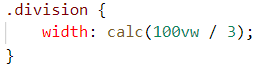 .division {
    width: calc(100vw / 3);
}